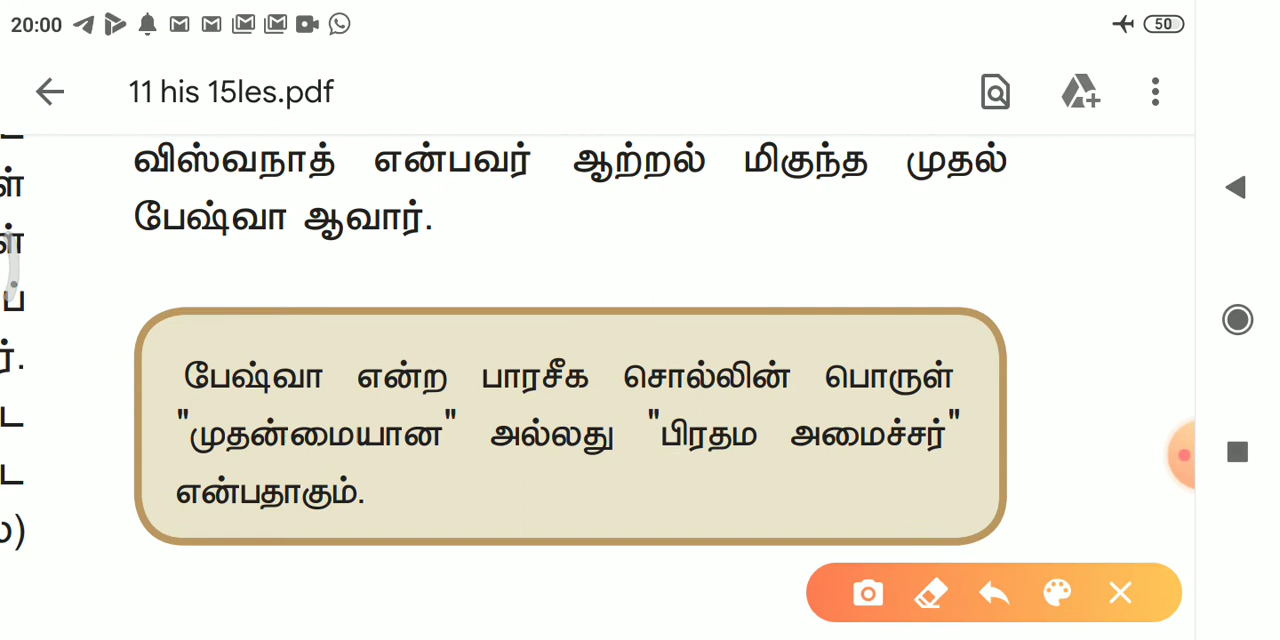 20:00
50
11 his 15les.pdf
விஸ்வநாத் என்பவர் ஆற்றல் மிகுந்த முதல்
பேஷ்வா ஆவார்.
பேஷ்வா என்ற பாரசீக சொல்லின் பொருள்
"முதன்மையான" அல்லது "பிரதம அமைச்சர்"
என்பதாகும்.